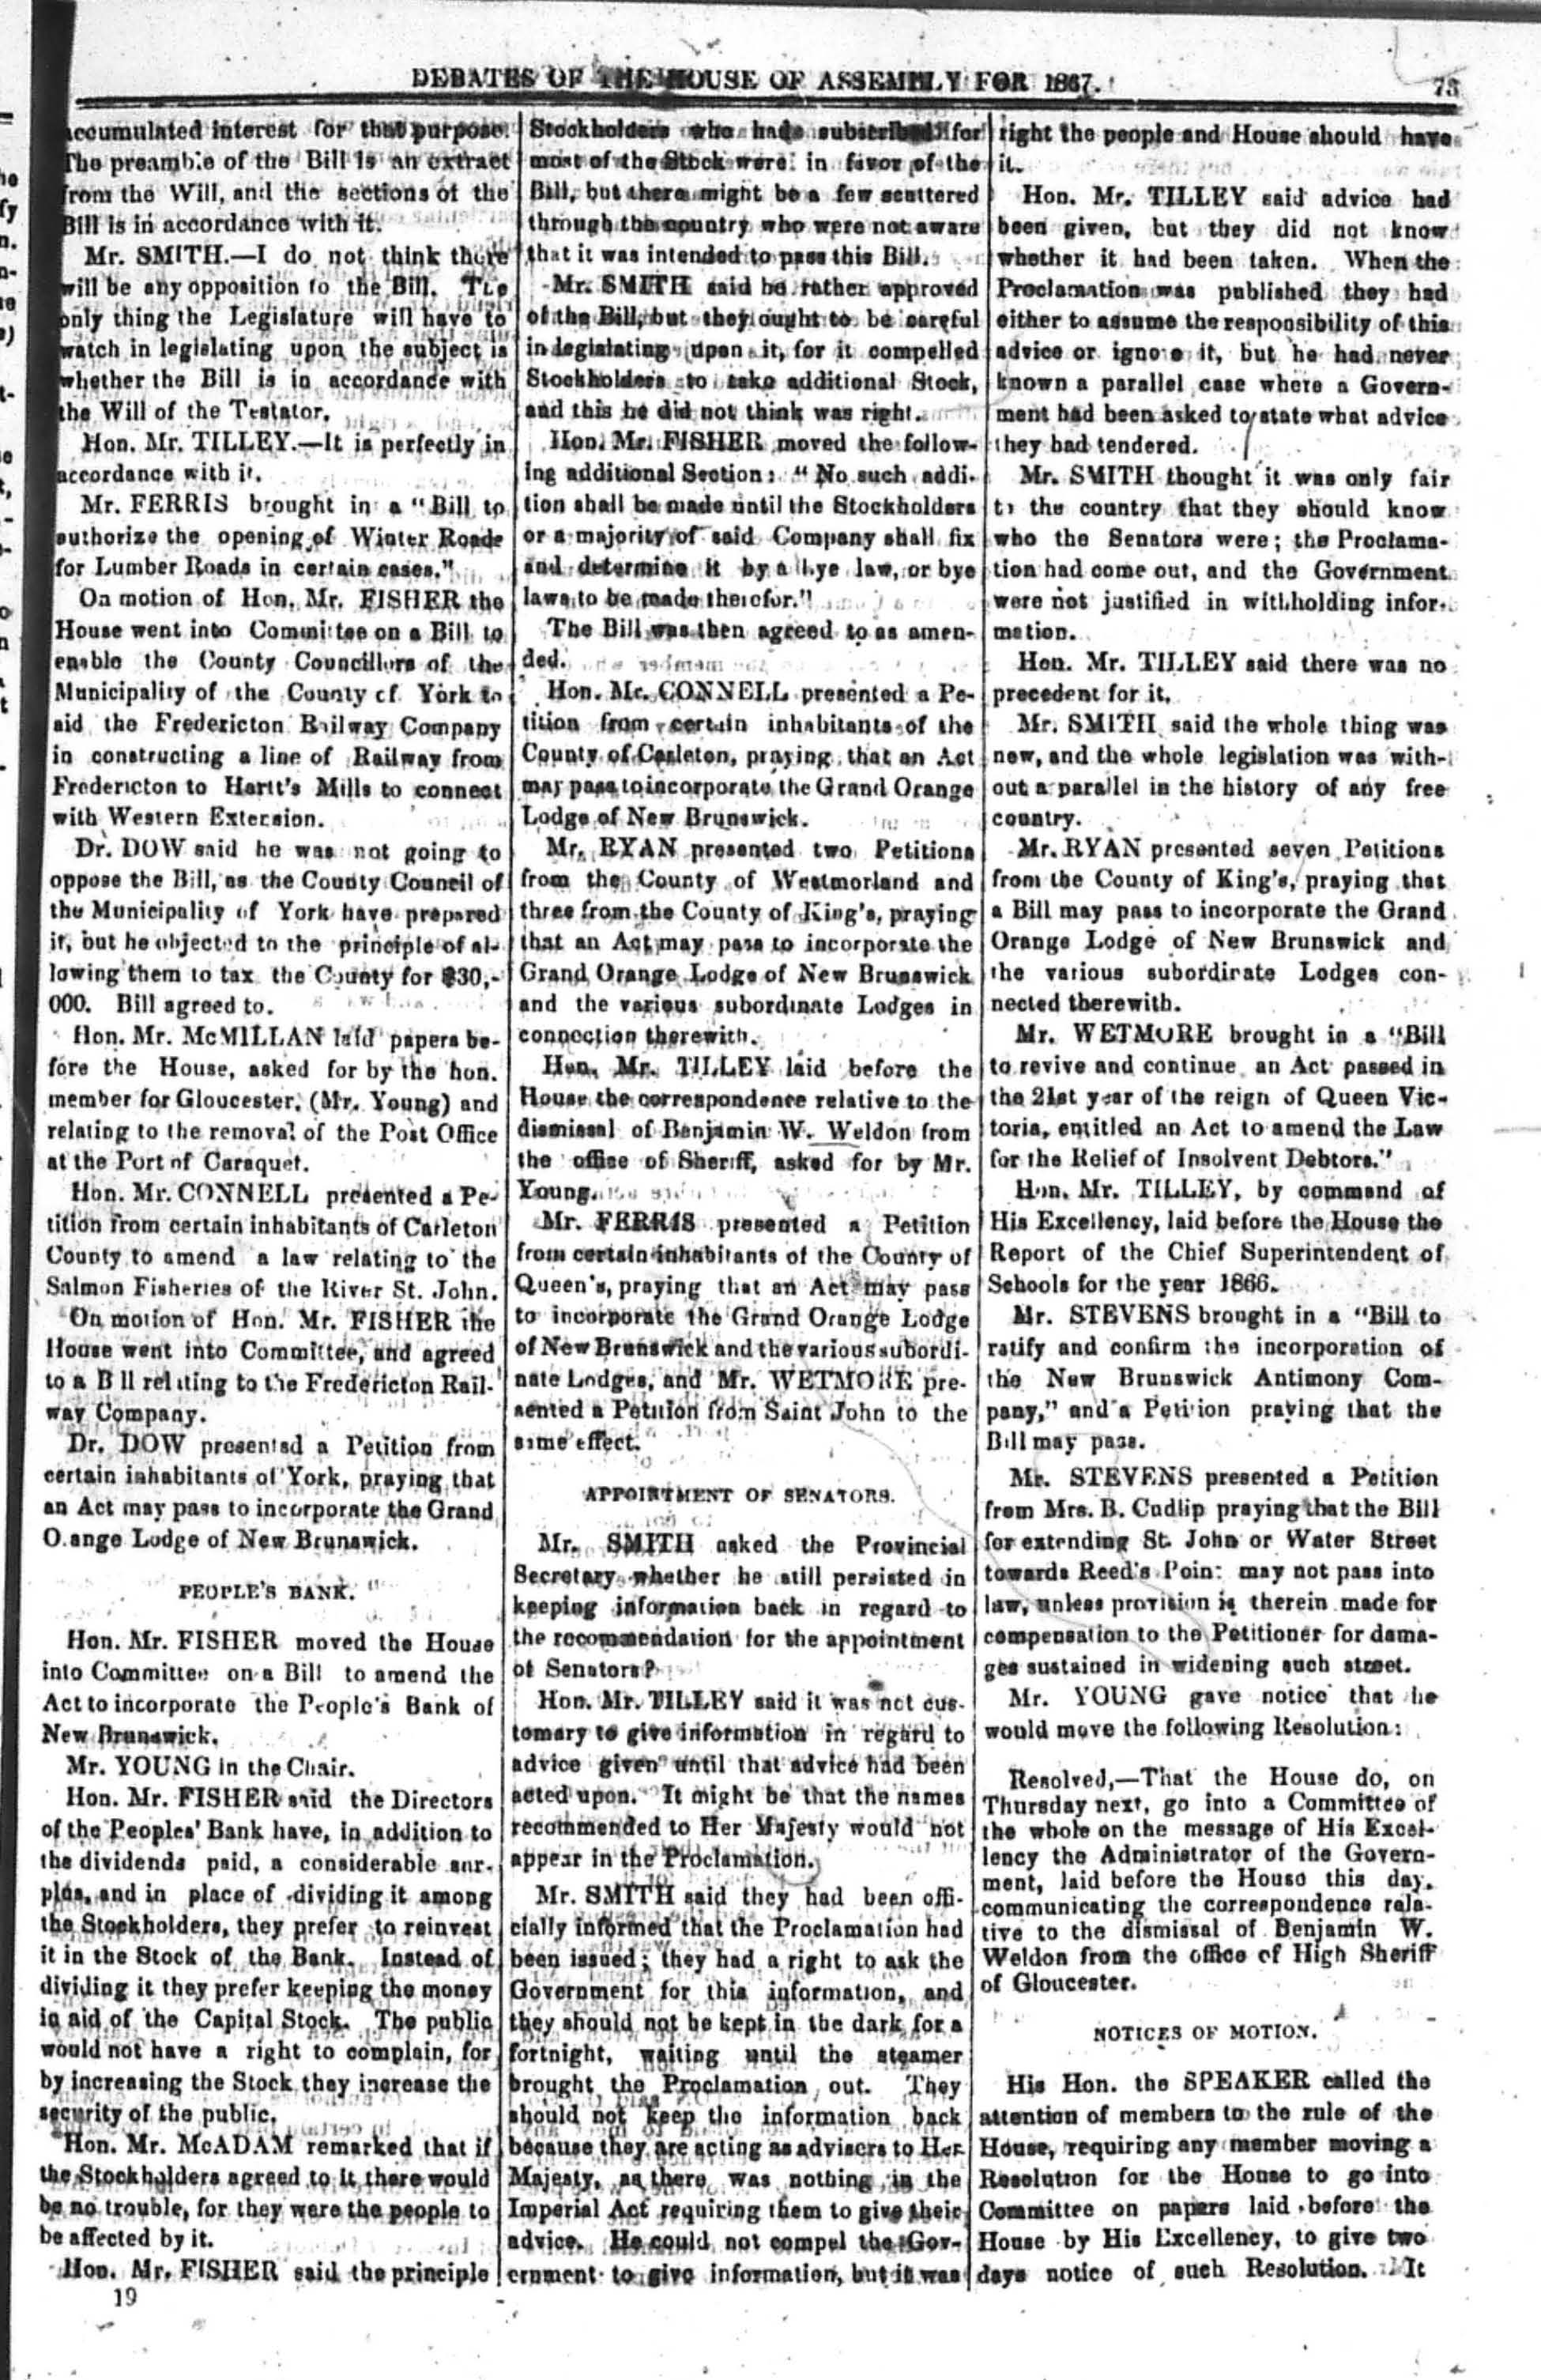 DEBATES OF THE HOUSE OF ASSEMBLY FOR 1867. 73
accumulated interest for that purpose.
The preamble of the Bill is an extract
from the Will, and the sections of the
Bill is in accordance with it.
Mr. SMITH.—I do not think there
will be any opposition to the Bill. The
only thing the Legislature will have to
watch in legislating upon the subject is
whether the Bill is in accordance with
the Will of the Testator.
Hon. Mr. TILLEY.—It is perfectly in
accordance with it.
Mr. FERRIS brought in a "Bill to
authorize the opening of Winter Roads
for Lumber Roads in certain cases."
On motion of Hon. Mr. FISHER the
House went into Committee on a Bill to
enable the County Councillors of the
Municipality of the County of York to
aid the Fredericton Railway Company
in constructing a line of Railway from
Fredericton to Hartt's Mills to connect
with Western Extension.
Dr. DOW said he was not going to
oppose the Bill, as the County Council of
the Municipality of York have prepared
it, but he objected to the principle of al-
lowing them to tax the County for $30,-
000. Bill agreed to.
Hon. Mr. McMILLAN laid papers be-
fore the House, asked for by the hon.
member for Gloucester, (Mr. Young) and
relating to the removal of the Post Office
at the Port of Caraquet.
Hon. Mr. CONNELL presented a Pe-
tition from certain inhabitants of Carleton
County to amend a law relating to the
Salmon Fisheries of the River St. John.
On motion of Hon. Mr. FISHER the
House went into Committee, and agreed
to a Bill relating to the Fredericton Rail-
way Company.
Dr. DOW presented a Petition from
certain inhabitants of York, praying that
an Act may pass to incorporate the Grand
Orange Lodge of New Brunswick.
PEOPLE'S BANK.
Hon. Mr. FISHER moved the House
into Committee on a Bill to amend the
Act to incorporate the People's Bank of
New Brunswick.
Mr. YOUNG in the Chair.
Hon. Mr. FISHER said the Directors
of the Peoples' Bank have, in addition to
the dividends paid, a considerable sur-
plus, and in place of dividing it among
the Stockholders, they prefer to reinvest
it in the Stock of the Bank. Instead of
dividing it they prefer keeping the money
in aid of the Capital Stock. The public
would not have a right to complain, for
by increasing the Stock they increase the
security of the public.
Hon. Mr. McADAM remarked that if
the Stockholders agreed to it there would
be no trouble, for they were the people to
be affected by it.
Hon. Mr. FISHER said the principle
19
Stockholders who had subscribed for
most of the Stock were in favor of the
Bill, but there might be a few scattered
through the country who were not aware
that it was intended to pass this Bill.
Mr. SMITH said he rather approved
of the Bill, but they ought to be careful
in legislating upon it, for it compelled
Stockholders to take additional Stock,
and this he did not think was right.
Hon. Mr. FISHER moved the follow-
ing additional Section: "No such addi-
tion shall be made until the Stockholders
or a majority of said Company shall fix
and determine it by a bye law, or bye
laws to be made therefor."
The Bill was then agreed to as amen-
ded.
Hon. Mr. CONNELL presented a Pe-
tition from certain inhabitants of the
County of Carleton, praying that an Act
may pass to incorporate the Grand Orange
Lodge of New Brunswick.
Mr. RYAN presented two Petitions
from the County of Westmorland and
three from the County of King's, praying
that an Act may pass to incorporate the
Grand Orange Lodge of New Brunswick
and the various subordinate Lodges in
connection therewith.
Hon. Mr. TILLEY laid before the
House the correspondence relative to the
dismissal of Benjamin W. Weldon from
the office of Sheriff, asked for by Mr.
Young.
Mr. FERRIS presented a Petition
from certain inhabitants of the County of
Queen's, praying that an Act may pass
to incorporate the Grand Orange Lodge
of New Brunswick and the various subordi-
nate Lodges, and Mr. WETMORE pre-
sented a Petition from Saint John to the
same effect.
APPOINTMENT OF SENATORS.
Mr. SMITH asked the Provincial
Secretary whether he still persisted in
keeping information back in regard to
the recommendation for the appointment
of Senators?
Hon. Mr. TILLEY said it was not cus-
tomary to give information in regard to
advice given until that advice had been
acted upon. It might be that the names
recommended to Her Majesty would not
appear in the Proclamation.
Mr. SMITH said they had been offi-
cially informed that the Proclamation had
been issued; they had a right to ask the
Government for this information, and
they should not be kept in the dark for a
fortnight, waiting until the steamer
brought the Proclamation out. They
should not keep the information back
because they are acting as advisers to Her
Majesty, as there was nothing in the
Imperial Act requiring them to give their
advice. He could not compel the Gov-
ernment to give information, but it was
right the people and House should have
it.
Hon. Mr. TILLEY said advice had
been given, but they did not know
whether it had been taken. When the
Proclamation was published they had
either to assume the responsibility of this
advice or ignore it, but he had never
known a parallel case where a Govern-
ment had been asked to state what advice
they had tendered.
Mr. SMITH thought it was only fair
to the country that they should know
who the Senators were; the Proclama-
tion had come out, and the Government
were not justified in withholding infor-
mation.
Hon. Mr. TILLEY said there was no
precedent for it.
Mr. SMITH said the whole thing was
new, and the whole legislation was with-
out a parallel in the history of any free
country.
Mr. RYAN presented seven Petitions
from the County of King's, praying that
a Bill may pass to incorporate the Grand
Orange Lodge of New Brunswick and
the various subordinate Lodges con-
nected therewith.
Mr. WETMORE brought in a "Bill
to revive and continue an Act passed in
the 21st year of the reign of Queen Vic-
toria, entitled an Act to amend the Law
for the Relief of Insolvent Debtors."
Hon. Mr. TILLEY, by command of
His Excellency, laid before the House the
Report of the Chief Superintendent of
Schools for the year 1866.
Mr. STEVENS brought in a "Bill to
ratify and confirm the incorporation of
the New Brunswick Antimony Com-
pany," and a Petition praying that the
Bill may pass.
Mr. STEVENS presented a Petition
from Mrs. B. Cudlip praying that the Bill
for extending St. John or Water Street
towards Reed's Point may not pass into
law, unless provision is therein made for
compensation to the Petitioner for dama-
ges sustained in widening such street.
Mr. YOUNG gave notice that he
would move the following Resolution:
Resolved,—That the House do, on
Thursday next, go into a Committee of
the whole on the message of His Excel-
lency the Administrator of the Govern-
ment, laid before the House this day,
communicating the correspondence rela-
tive to the dismissal of Benjamin W.
Weldon from the office of High Sheriff
of Gloucester.
NOTICES OF MOTION.
His Hon. the SPEAKER called the
attention of members to the rule of the
House, requiring any member moving a
Resolution for the House to go into
Committee on papers laid before the
House by His Excellency, to give two
days notice of such Resolution. It